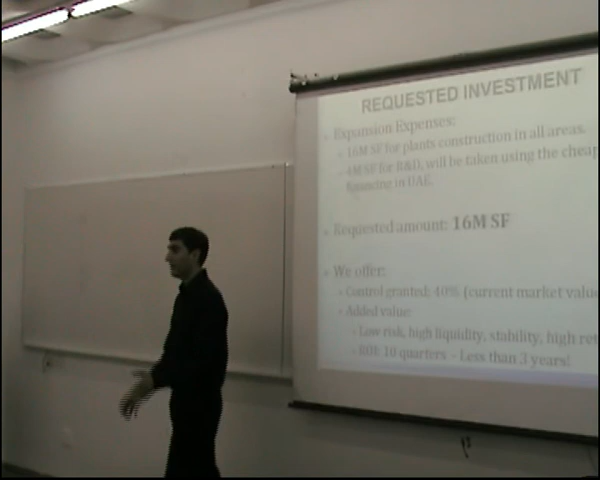 REQUESTED INVESTMENT
Expansion Expenses:
16M SF for plants construction in all areas.
4M SF for R&D, will be taken using the cheap
financing in UAE.
Requested amount: 16M SF
We offer:
Control granted: 40% (current market value
Added value:
Low risk, high liquidity, stability, high ret
ROI: 10 quarters - Less than 3 years!